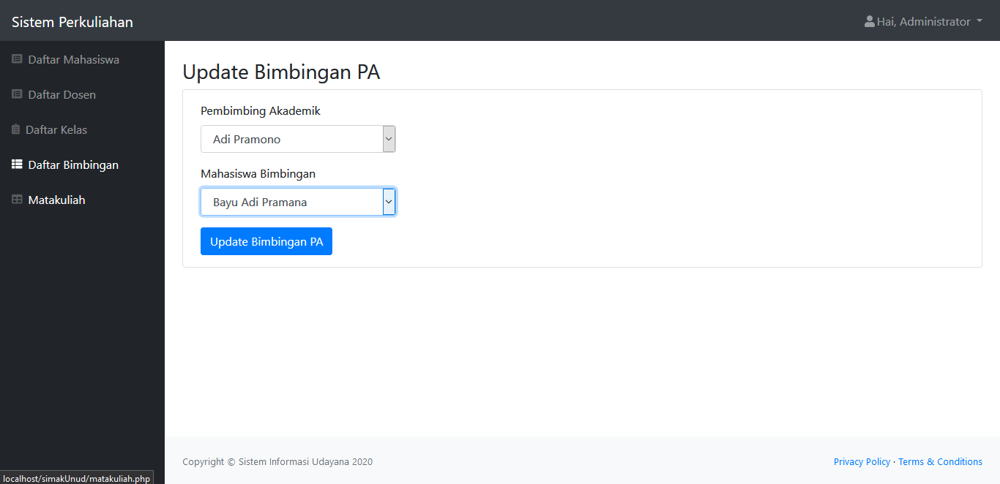 Sistem Perkuliahan
Hai, Administrator
Daftar Mahasiswa
Daftar Dosen
Daftar Kelas
Daftar Bimbingan
Matakuliah
Update Bimbingan PA
Pembimbing Akademik
Adi Pramono
Mahasiswa Bimbingan
Bayu Adi Pramana
Update Bimbingan PA
Copyright © Sistem Informasi Udayana 2020
Privacy Policy · Terms & Conditions
localhost/simakUnud/matakuliah.php